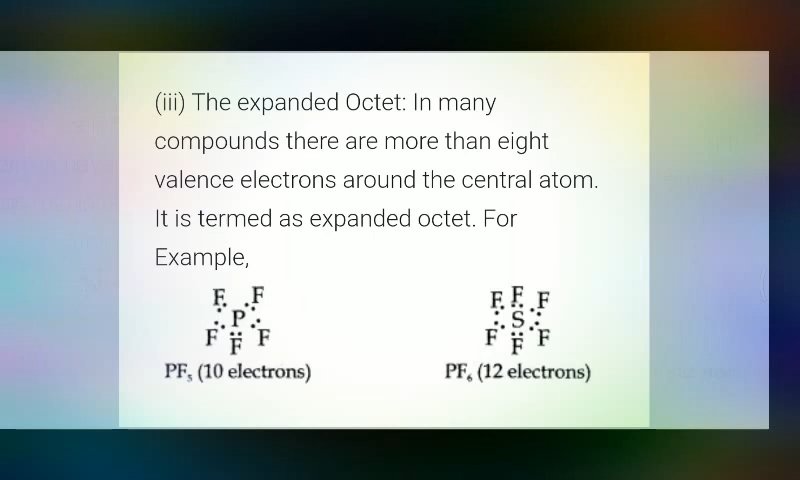 (iii) The expanded Octet: In many
compounds there are more than eight
valence electrons around the central atom.
It is termed as expanded octet. For
Example,
F F F F F
P S
F F F F F F
PF₅ (10 electrons) PF₆ (12 electrons)